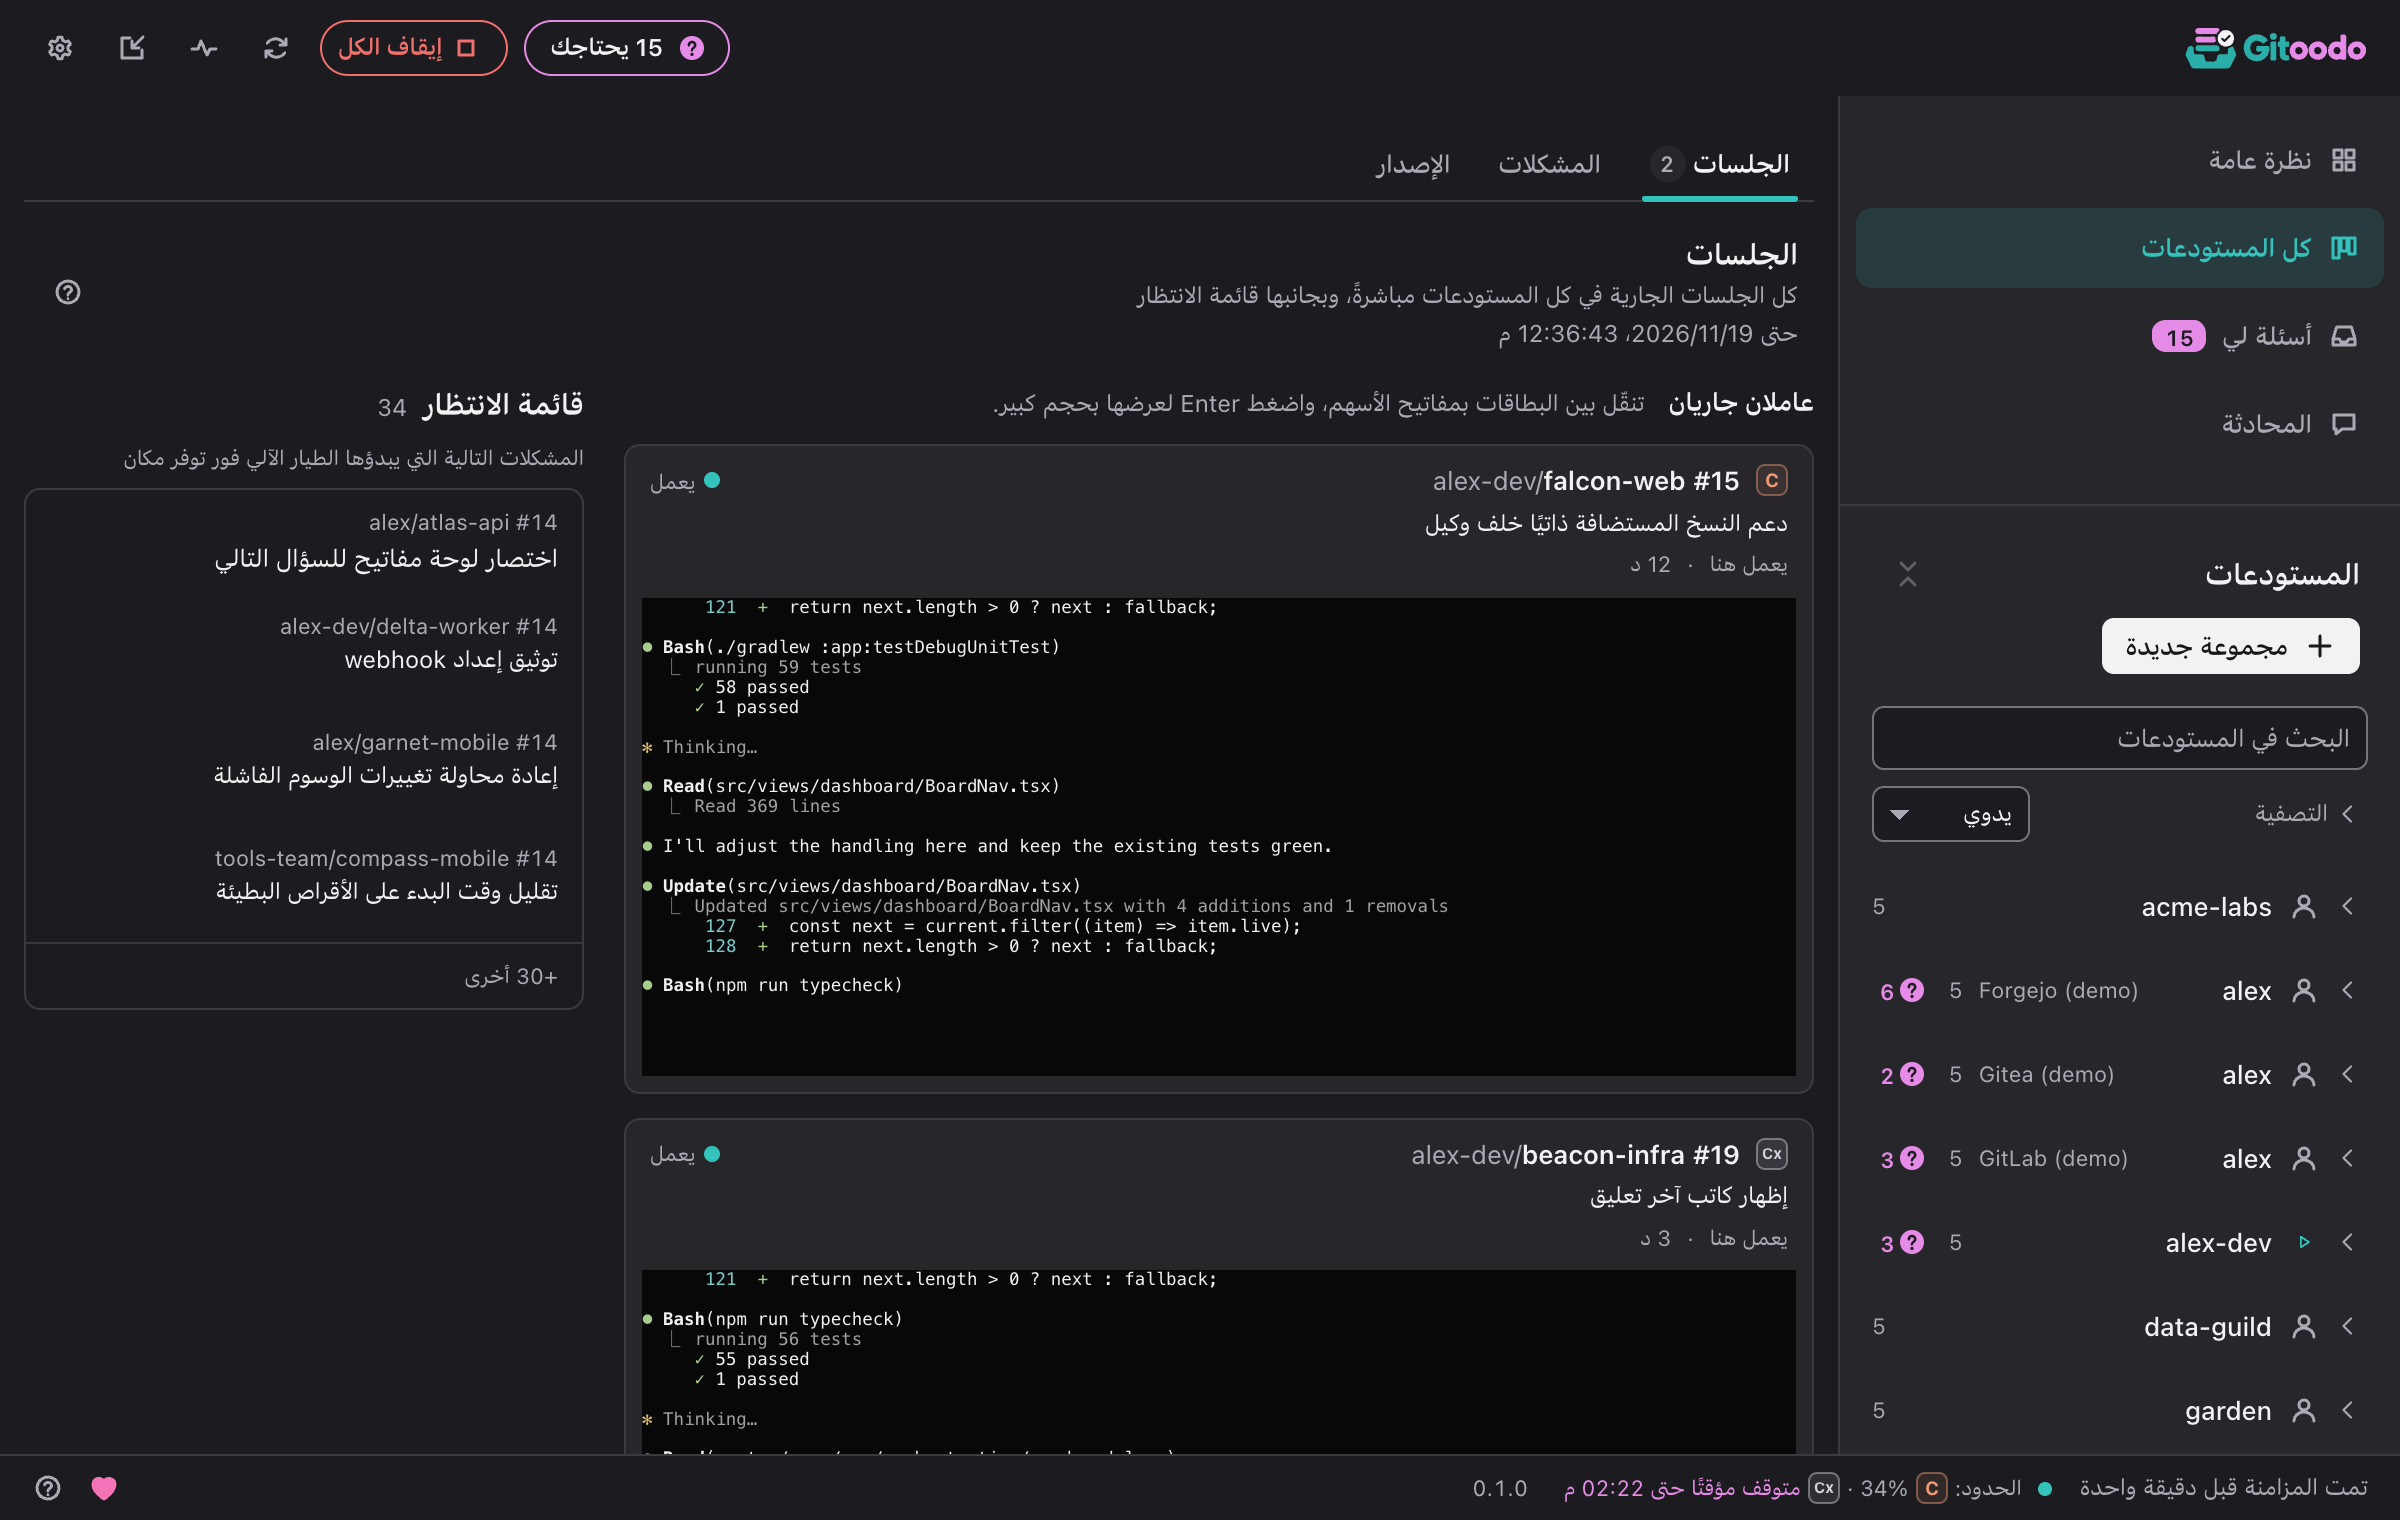 Gitoodo
15 يحتاجك
إيقاف الكل
نظرة عامة
كل المستودعات
أسئلة لي 15
المحادثة
المستودعات
مجموعة جديدة
البحث في المستودعات
التصفية
يدوي
acme-labs 5
alex Forgejo (demo) 5 ? 6
alex Gitea (demo) 5 ? 2
alex GitLab (demo) 5 ? 3
alex-dev 5 ? 3
data-guild 5
garden 5
الجلسات 2
المشكلات
الإصدار
الجلسات
كل الجلسات الجارية في كل المستودعات مباشرةً، وبجانبها قائمة الانتظار
حتى 2026/11/19، 12:36:43 م
عاملان جاريان تنقّل بين البطاقات بمفاتيح الأسهم، واضغط Enter لعرضها بحجم كبير.
C alex-dev/falcon-web #15
يعمل
دعم النسخ المستضافة ذاتيًا خلف وكيل
يعمل هنا · 12 د
121 + return next.length > 0 ? next : fallback;
● Bash(./gradlew :app:testDebugUnitTest)
⎿ running 59 tests
✓ 58 passed
✓ 1 passed
✻ Thinking…
● Read(src/views/dashboard/BoardNav.tsx)
⎿ Read 369 lines
● I'll adjust the handling here and keep the existing tests green.
● Update(src/views/dashboard/BoardNav.tsx)
⎿ Updated src/views/dashboard/BoardNav.tsx with 4 additions and 1 removals
127 + const next = current.filter((item) => item.live);
128 + return next.length > 0 ? next : fallback;
● Bash(npm run typecheck)
Cx alex-dev/beacon-infra #19
يعمل
إظهار كاتب آخر تعليق
يعمل هنا · 3 د
121 + return next.length > 0 ? next : fallback;
● Bash(npm run typecheck)
⎿ running 56 tests
✓ 55 passed
✓ 1 passed
✻ Thinking…
قائمة الانتظار 34
المشكلات التالية التي يبدؤها الطيار الآلي فور توفر مكان
alex/atlas-api #14
اختصار لوحة مفاتيح للسؤال التالي
alex-dev/delta-worker #14
توثيق إعداد webhook
alex/garnet-mobile #14
إعادة محاولة تغييرات الوسوم الفاشلة
tools-team/compass-mobile #14
تقليل وقت البدء على الأقراص البطيئة
+30 أخرى
تمت المزامنة قبل دقيقة واحدة
الحدود: C 34% · Cx متوقف مؤقتًا حتى 02:22 م
0.1.0